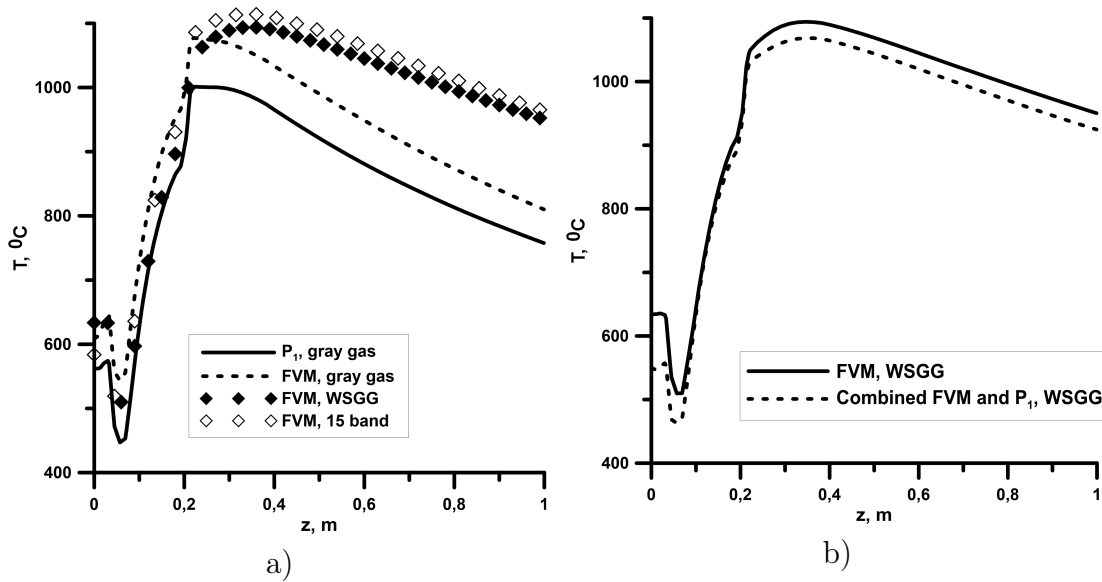 1000
800
600
400
T, ⁰C
0
0,2
0,4
0,6
0,8
1
z, m
P₁, gray gas
FVM, gray gas
FVM, WSGG
FVM, 15 band
a)
1000
800
600
400
T, ⁰C
0
0,2
0,4
0,6
0,8
1
z, m
FVM, WSGG
Combined FVM and P₁, WSGG
b)